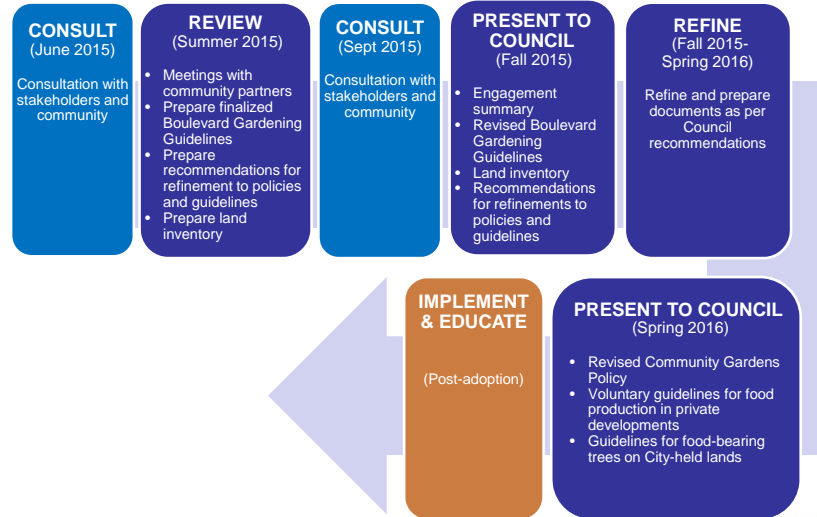 CONSULT
(June 2015)
Consultation with
stakeholders and
community
REVIEW
(Summer 2015)
• Meetings with
community partners
• Prepare finalized
Boulevard Gardening
Guidelines
• Prepare
recommendations for
refinement to policies
and guidelines
• Prepare land
inventory
CONSULT
(Sept 2015)
Consultation with
stakeholders and
community
PRESENT TO
COUNCIL
(Fall 2015)
• Engagement
summary
• Revised Boulevard
Gardening
Guidelines
• Land inventory
• Recommendations
for refinements to
policies and
guidelines
REFINE
(Fall 2015-
Spring 2016)
Refine and prepare
documents as per
Council
recommendations
PRESENT TO COUNCIL
(Spring 2016)
• Revised Community Gardens
Policy
• Voluntary guidelines for food
production in private
developments
• Guidelines for food-bearing
trees on City-held lands
IMPLEMENT
& EDUCATE
(Post-adoption)